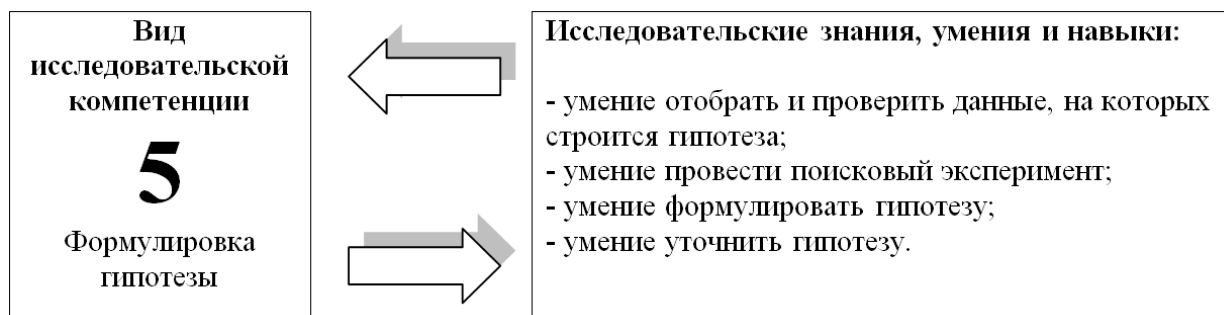 Вид
исследовательской
компетенции
5
Формулировка
гипотезы
Исследовательские знания, умения и навыки:
- умение отобрать и проверить данные, на которых
строится гипотеза;
- умение провести поисковый эксперимент;
- умение формулировать гипотезу;
- умение уточнить гипотезу.